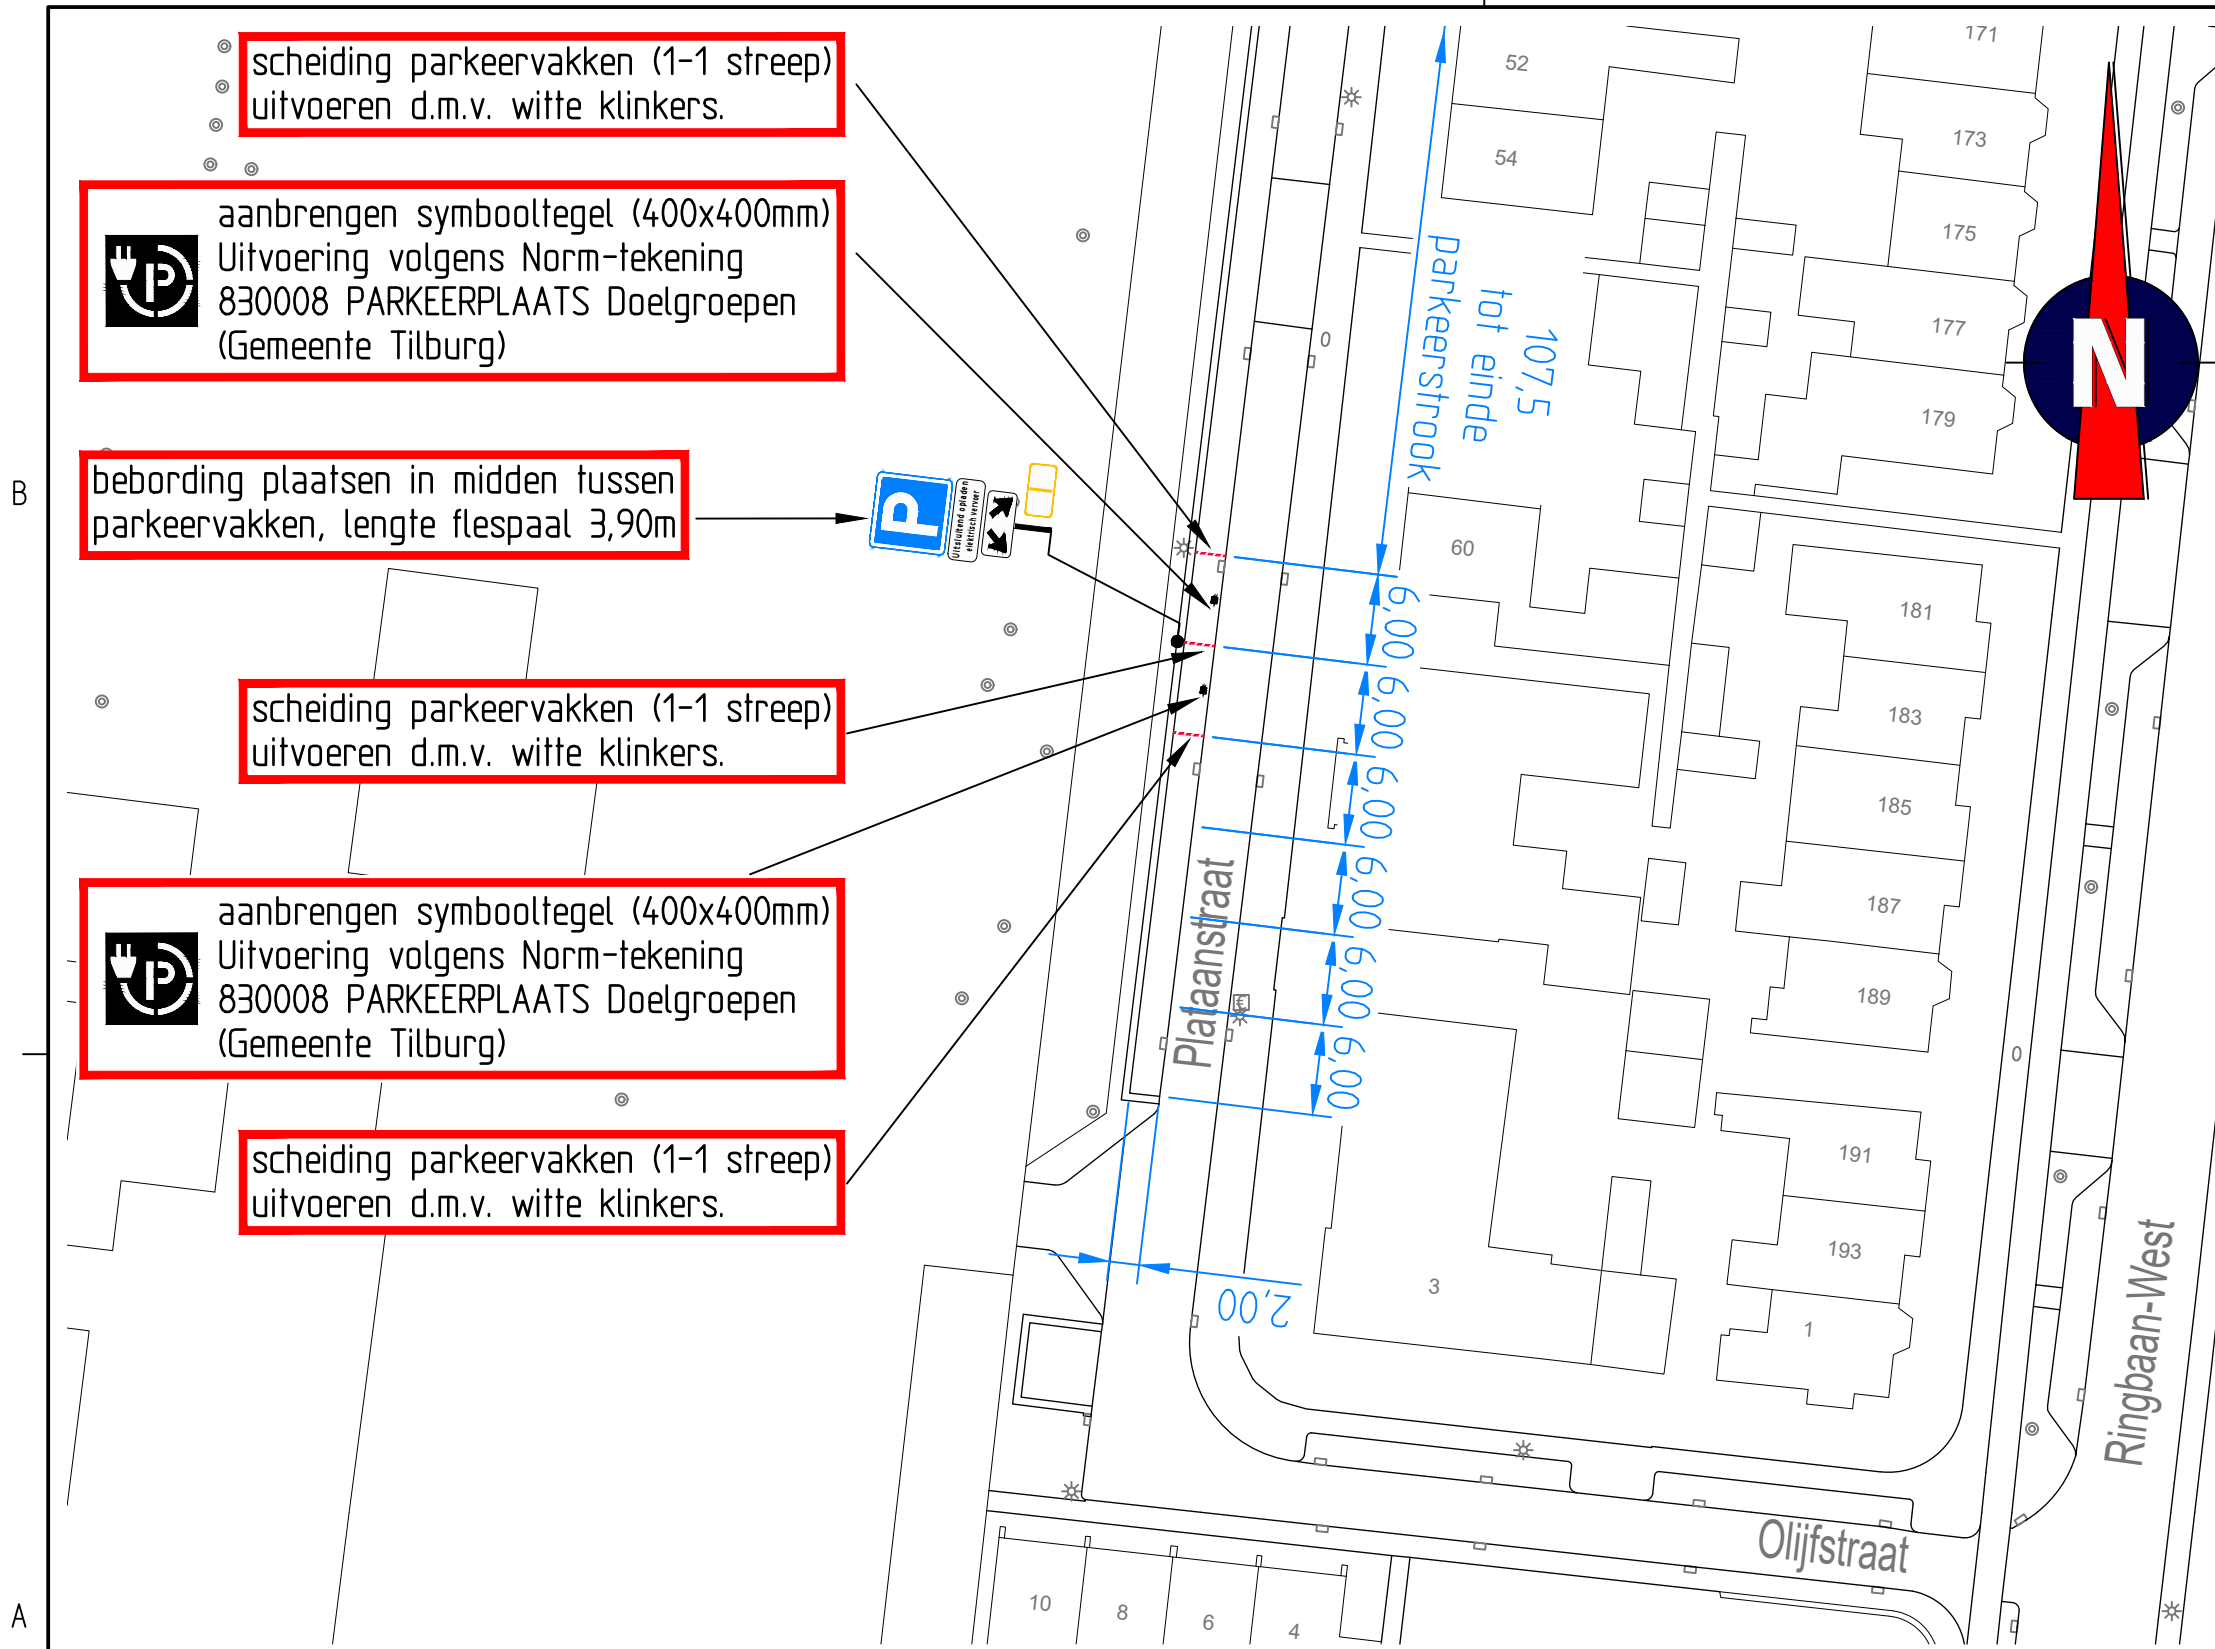 scheiding parkeervakken (1-1 streep)
uitvoeren d.m.v. witte klinkers.
aanbrengen symbooltegel (400x400mm)
Uitvoering volgens Norm-tekening
830008 PARKEERPLAATS Doelgroepen
(Gemeente Tilburg)
P
bebording plaatsen in midden tussen
parkeervakken, lengte flespaal 3,90m
P
Uitsluitend opladen
elektrisch vervoer
scheiding parkeervakken (1-1 streep)
uitvoeren d.m.v. witte klinkers.
aanbrengen symbooltegel (400x400mm)
Uitvoering volgens Norm-tekening
830008 PARKEERPLAATS Doelgroepen
(Gemeente Tilburg)
P
scheiding parkeervakken (1-1 streep)
uitvoeren d.m.v. witte klinkers.
B
A
107,5
tot einde
parkeerstrook
6,00
6,00
6,00
6,00
6,00
6,00
2,00
Plataanstraat
€
Ringbaan-West
Olijfstraat
N
52
54
60
0
3
171
173
175
177
179
181
183
185
187
189
191
193
1
0
10
8
6
4